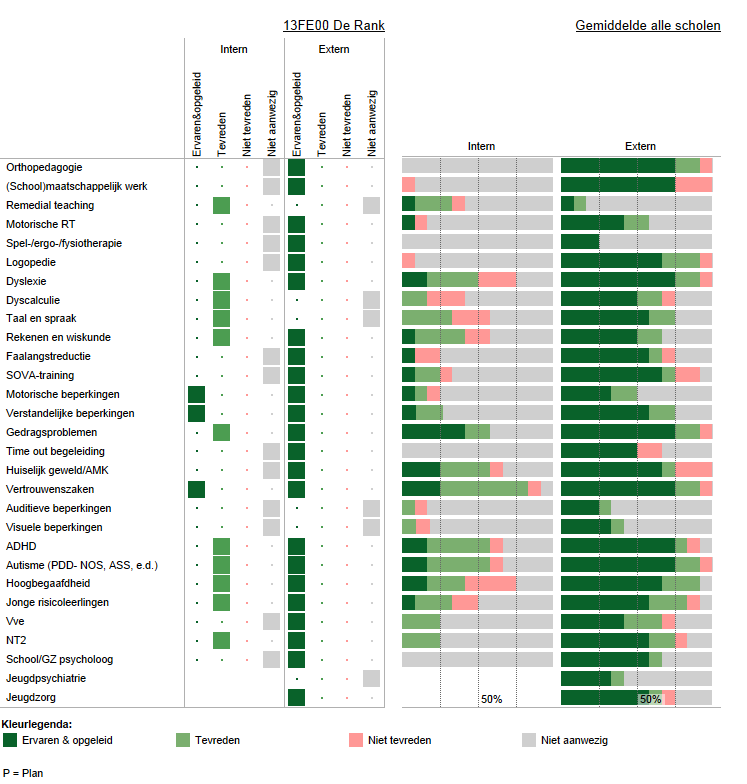 13FE00 De Rank
Gemiddelde alle scholen
Intern Extern
Ervaren&opgeleid Tevreden Niet tevreden Niet aanwezig Ervaren&opgeleid Tevreden Niet tevreden Niet aanwezig
Intern Extern
Orthopedagogie
(School)maatschappelijk werk
Remedial teaching
Motorische RT
Spel-/ergo-/fysiotherapie
Logopedie
Dyslexie
Dyscalculie
Taal en spraak
Rekenen en wiskunde
Faalangstreductie
SOVA-training
Motorische beperkingen
Verstandelijke beperkingen
Gedragsproblemen
Time out begeleiding
Huiselijk geweld/AMK
Vertrouwenszaken
Auditieve beperkingen
Visuele beperkingen
ADHD
Autisme (PDD- NOS, ASS, e.d.)
Hoogbegaafdheid
Jonge risicoleerlingen
Vve
NT2
School/GZ psycholoog
Jeugdpsychiatrie
Jeugdzorg 50% 50%
Kleurlegenda:
Ervaren & opgeleid Tevreden Niet tevreden Niet aanwezig
P = Plan